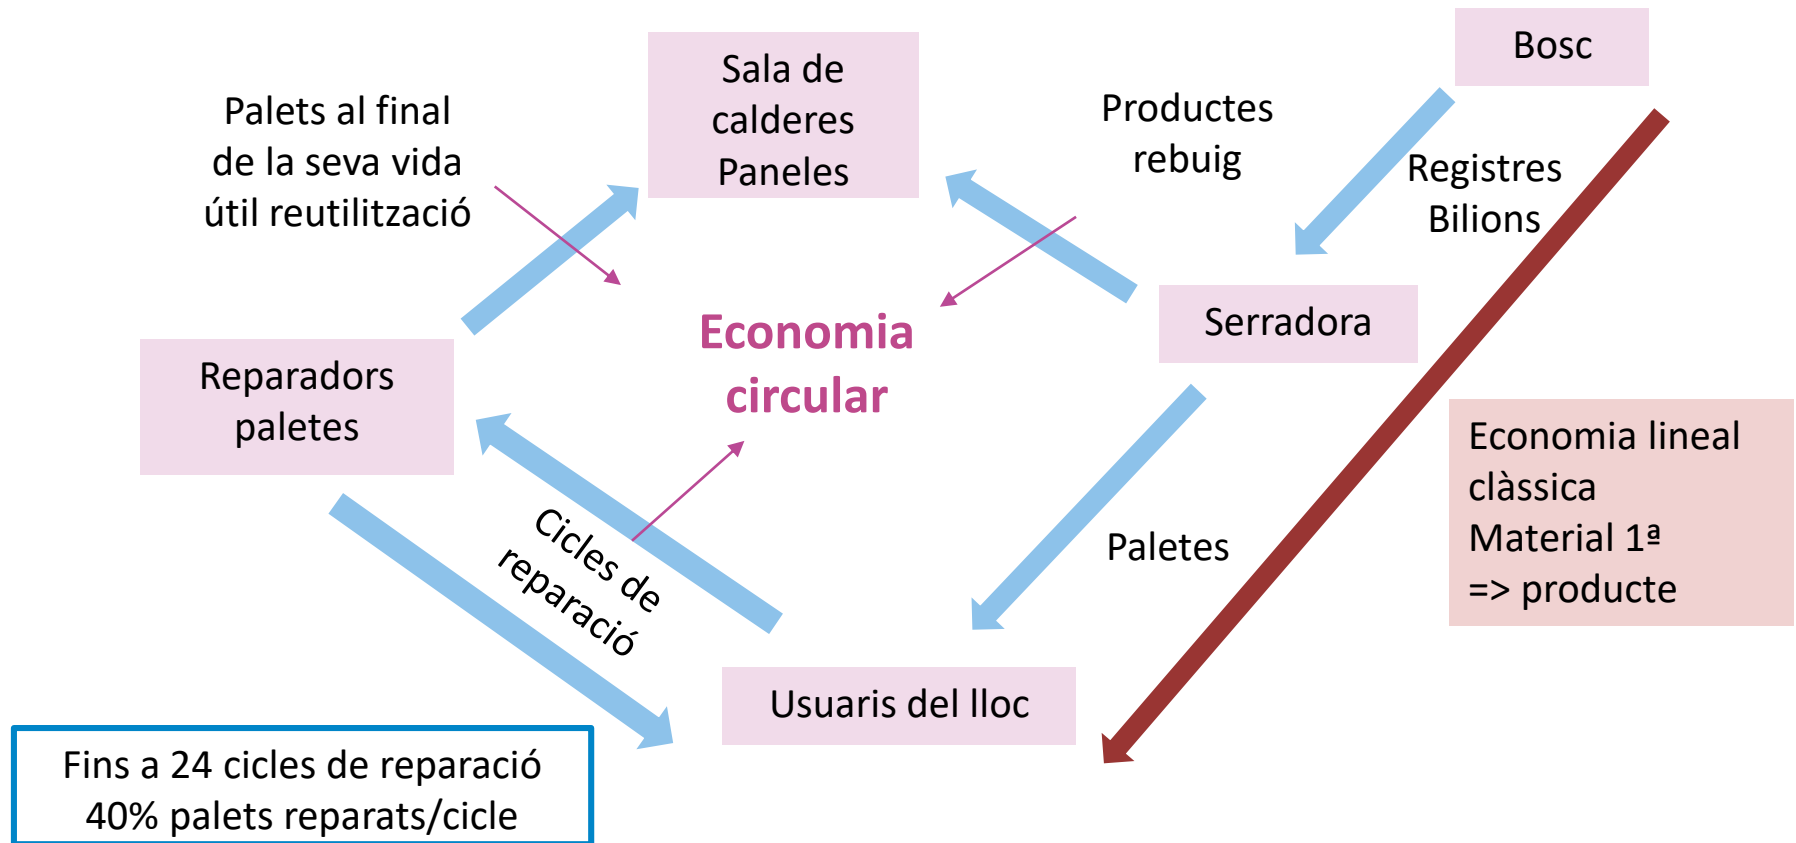 Bosc
Sala de
calderes
Paneles
Palets al final
de la seva vida
útil reutilització
Productes
rebuig
Registres
Bilions
Economia
circular
Serradora
Reparadors
paletes
Economia lineal
clàssica
Material 1ª
=> producte
Cicles de
reparació
Paletes
Usuaris del lloc
Fins a 24 cicles de reparació
40% palets reparats/cicle